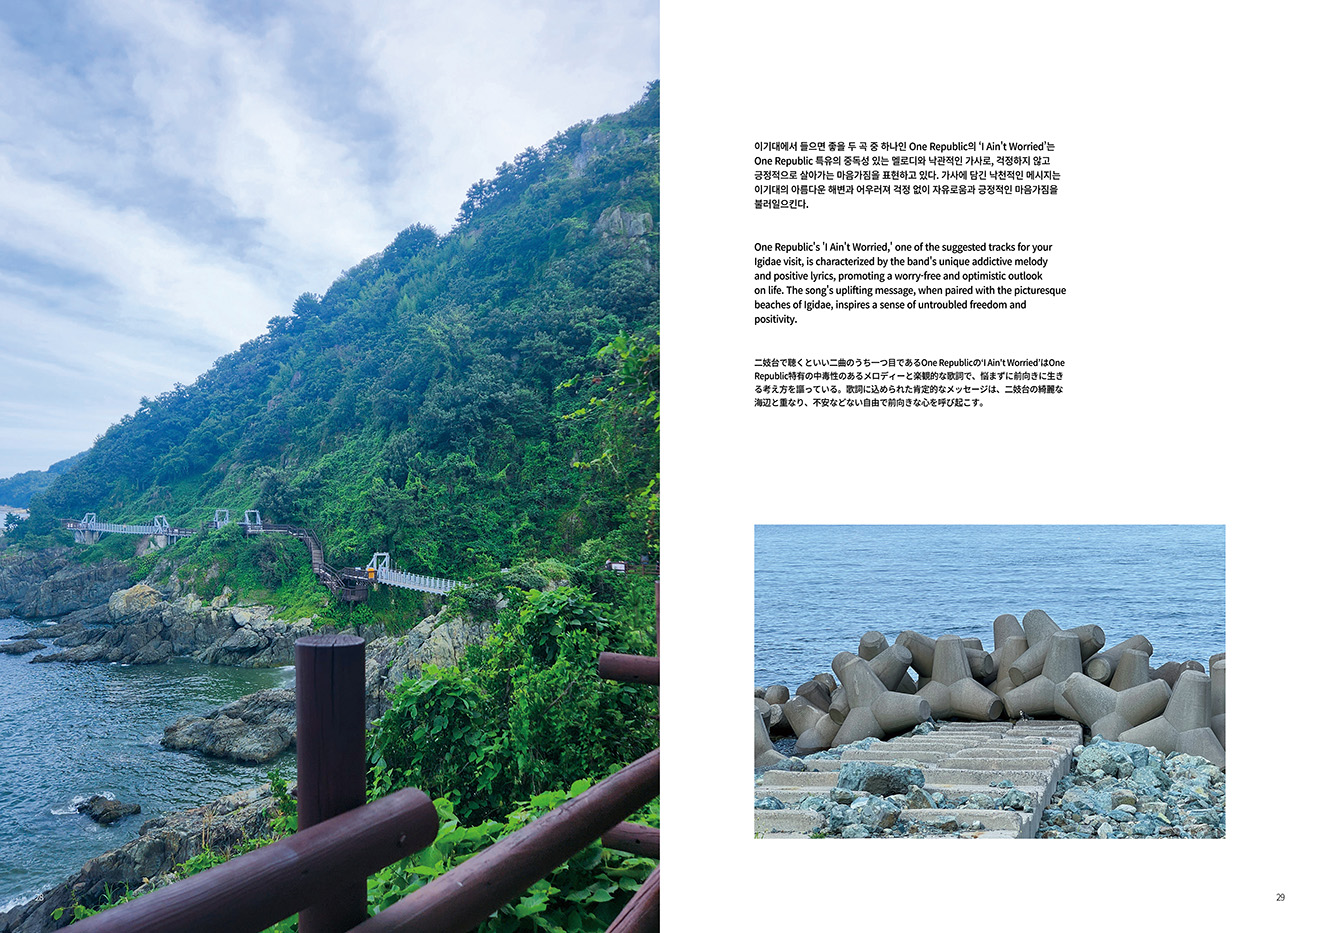 이기대에서 들으면 좋을 두 곡 중 하나인 One Republic의 ‘I Ain't Worried’는
One Republic 특유의 중독성 있는 멜로디와 낙관적인 가사로, 걱정하지 않고
긍정적으로 살아가는 마음가짐을 표현하고 있다. 가사에 담긴 낙천적인 메시지는
이기대의 아름다운 해변과 어우러져 걱정 없이 자유로움과 긍정적인 마음가짐을
불러일으킨다.
One Republic's 'I Ain't Worried,' one of the suggested tracks for your
Igidae visit, is characterized by the band's unique addictive melody
and positive lyrics, promoting a worry-free and optimistic outlook
on life. The song's uplifting message, when paired with the picturesque
beaches of Igidae, inspires a sense of untroubled freedom and
positivity.
二妓台で聴くといい二曲のうち一つ目であるOne Republicの‘I Ain't Worried’はOne
Republic特有の中毒性のあるメロディーと楽観的な歌詞で、悩まずに前向きに生き
る考え方を謳っている。歌詞に込められた肯定的なメッセージは、二妓台の綺麗な
海辺と重なり、不安などない自由で前向きな心を呼び起こす。
28
29